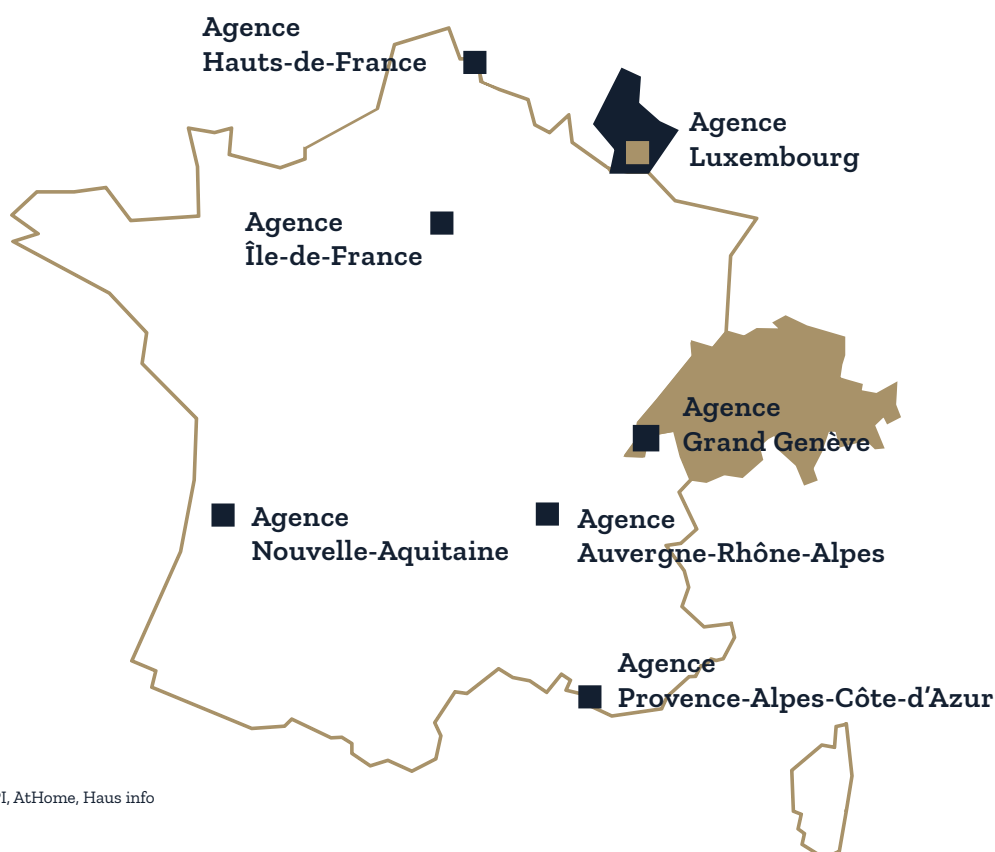 Agence
Hauts-de-France
Agence
Luxembourg
Agence
Île-de-France
Agence
Grand Genève
Agence
Nouvelle-Aquitaine
Agence
Auvergne-Rhône-Alpes
Agence
Provence-Alpes-Côte-d’Azur
I, AtHome, Haus info